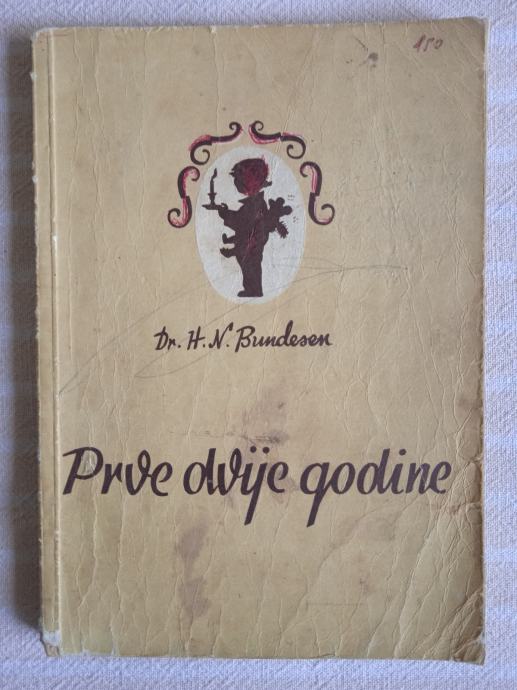 150
Dr. H. N. Bundesen
Prve dvije godine